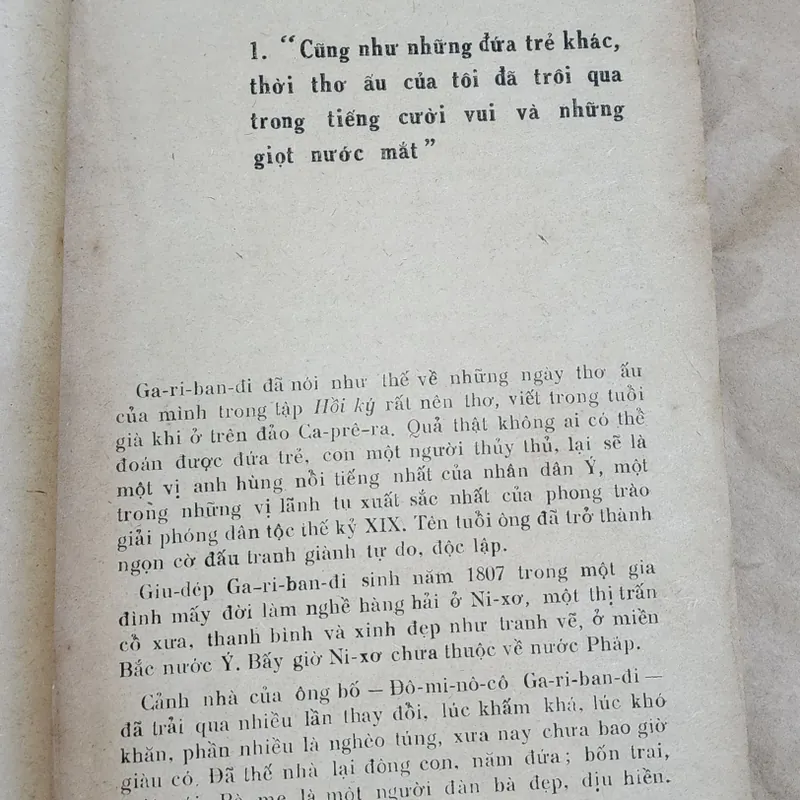 1. “Cũng như những đứa trẻ khác,
thời thơ ấu của tôi đã trôi qua
trong tiếng cười vui và những
giọt nước mắt”
Ga-ri-ban-đi đã nói như thế về những ngày thơ ấu
của mình trong tập Hồi ký rất nên thơ, viết trong tuổi
già khi ở trên đảo Ca-prê-ra. Quả thật không ai có thể
đoán được đứa trẻ, con một người thủy thủ, lại sẽ là
một vị anh hùng nổi tiếng nhất của nhân dân Ý, một
trong những vị lãnh tụ xuất sắc nhất của phong trào
giải phóng dân tộc thế kỷ XIX. Tên tuổi ông đã trở thành
ngọn cờ đấu tranh giành tự do, độc lập.
Giu-dép Ga-ri-ban-đi sinh năm 1807 trong một gia
đình mấy đời làm nghề hàng hải ở Ni-xơ, một thị trấn
cổ xưa, thanh bình và xinh đẹp như tranh vẽ, ở miền
Bắc nước Ý. Bấy giờ Ni-xơ chưa thuộc về nước Pháp.
Cảnh nhà của ông bố — Đô-mi-nô-cô Ga-ri-ban-đi —
đã trải qua nhiều lần thay đổi, lúc khấm khá, lúc khó
khăn, phần nhiều là nghèo túng, xưa nay chưa bao giờ
giàu có. Đã thế nhà lại đông con, năm đứa; bốn trai,
Bà mẹ là một người đàn bà đẹp, dịu hiền.